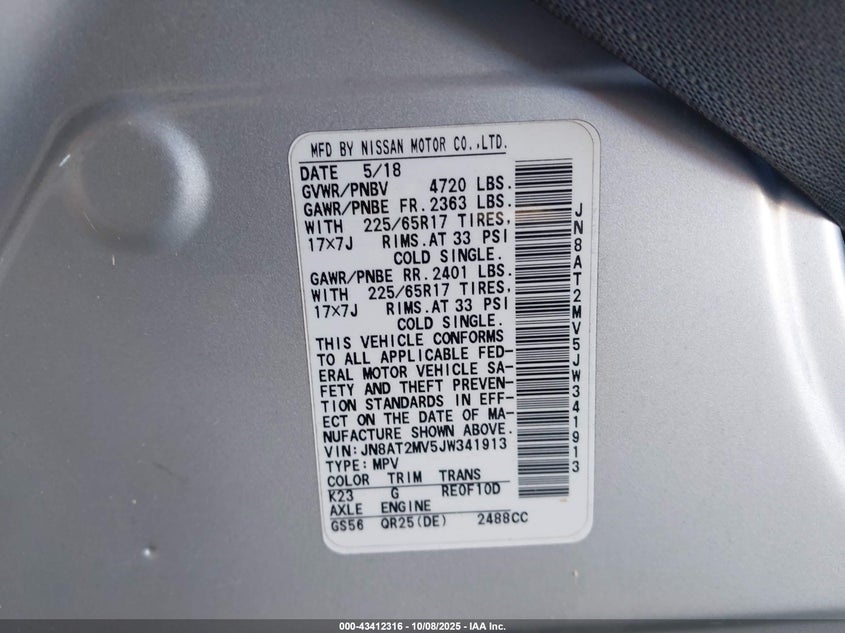 MFD BY NISSAN MOTOR CO.,LTD.
DATE 5/18
GVWR/PNBV 4720 LBS.
GAWR/PNBE FR. 2363 LBS.
WITH 225/65R17 TIRES,
17×7J RIMS.AT 33 PSI
COLD SINGLE.
GAWR/PNBE RR. 2401 LBS.
WITH 225/65R17 TIRES,
17×7J RIMS.AT 33 PSI
COLD SINGLE.
THIS VEHICLE CONFORMS
TO ALL APPLICABLE FED-
ERAL MOTOR VEHICLE SA-
FETY AND THEFT PREVEN-
TION STANDARDS IN EFF-
ECT ON THE DATE OF MA-
NUFACTURE SHOWN ABOVE.
VIN:JN8AT2MV5JW341913
TYPE:MPV
COLOR TRIM TRANS
K23 G RE0F10D
AXLE ENGINE
GS56 QR25(DE) 2488CC
JN8AT2MV5JW341913
000-43412316 - 10/08/2025 - IAA Inc.